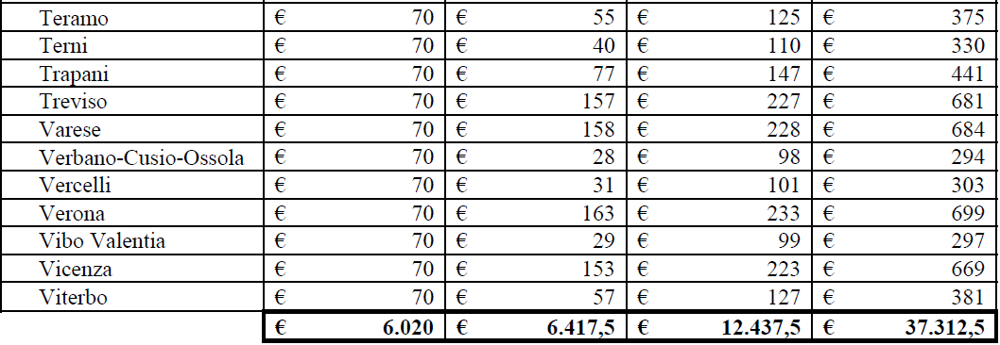 Teramo € 70 € 55 € 125 € 375
Terni € 70 € 40 € 110 € 330
Trapani € 70 € 77 € 147 € 441
Treviso € 70 € 157 € 227 € 681
Varese € 70 € 158 € 228 € 684
Verbano-Cusio-Ossola € 70 € 28 € 98 € 294
Vercelli € 70 € 31 € 101 € 303
Verona € 70 € 163 € 233 € 699
Vibo Valentia € 70 € 29 € 99 € 297
Vicenza € 70 € 153 € 223 € 669
Viterbo € 70 € 57 € 127 € 381
€ 6.020 € 6.417,5 € 12.437,5 € 37.312,5